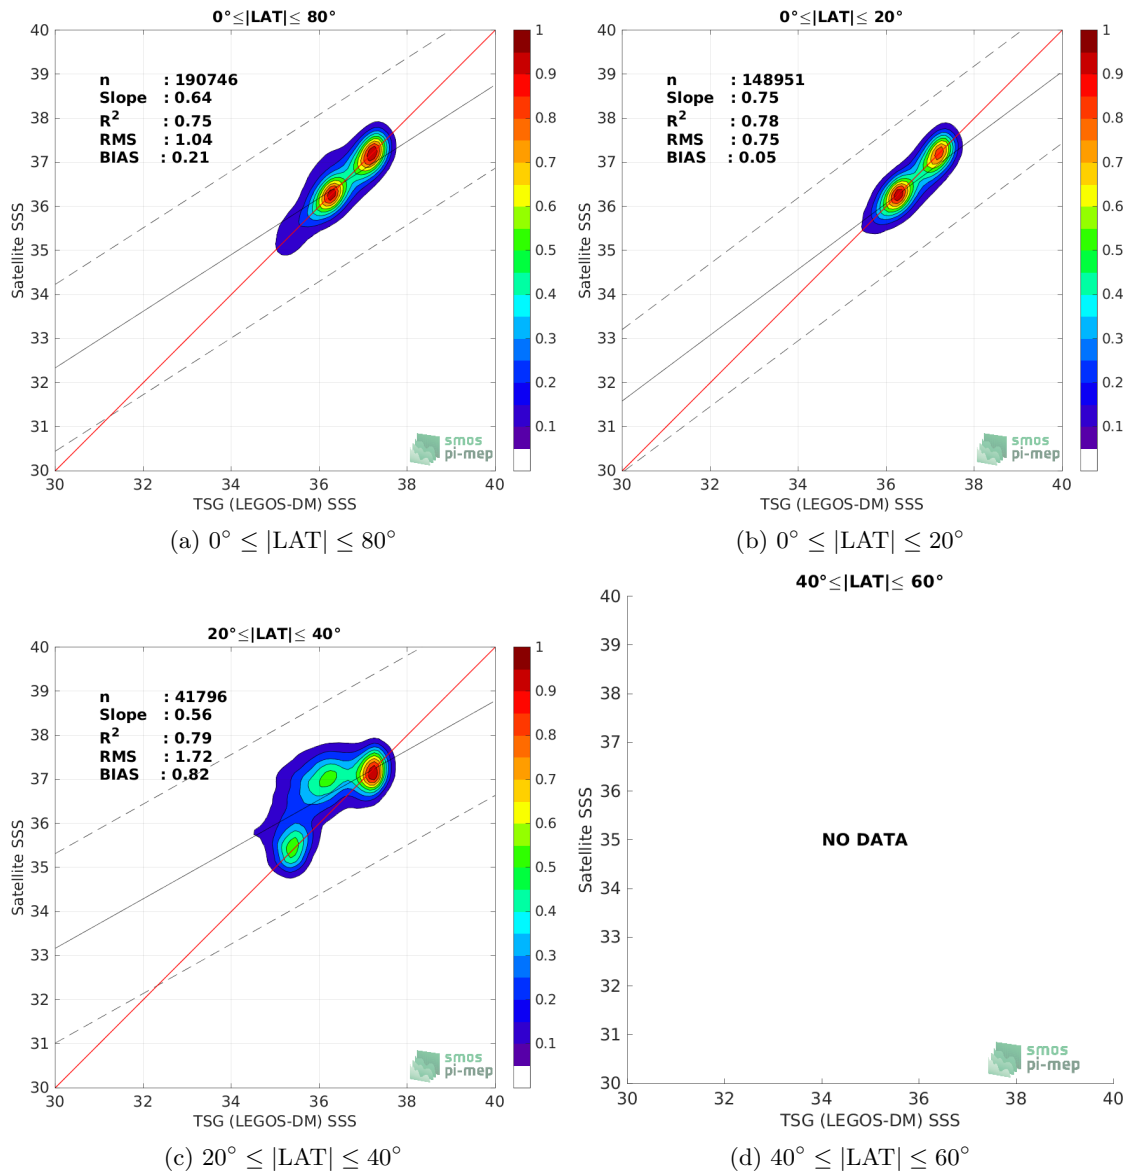 0°≤|LAT|≤ 80°
n : 190746
Slope : 0.64
R2 : 0.75
RMS : 1.04
BIAS : 0.21
40
39
38
37
36
35
34
33
32
31
30
30 32 34 36 38 40
Satellite SSS
TSG (LEGOS-DM) SSS
smos
pi-mep
1
0.9
0.8
0.7
0.6
0.5
0.4
0.3
0.2
0.1
(a) 0° ≤ |LAT| ≤ 80°
0°≤|LAT|≤ 20°
n : 148951
Slope : 0.75
R2 : 0.78
RMS : 0.75
BIAS : 0.05
40
39
38
37
36
35
34
33
32
31
30
30 32 34 36 38 40
Satellite SSS
TSG (LEGOS-DM) SSS
smos
pi-mep
1
0.9
0.8
0.7
0.6
0.5
0.4
0.3
0.2
0.1
(b) 0° ≤ |LAT| ≤ 20°
20°≤|LAT|≤ 40°
n : 41796
Slope : 0.56
R2 : 0.79
RMS : 1.72
BIAS : 0.82
40
39
38
37
36
35
34
33
32
31
30
30 32 34 36 38 40
Satellite SSS
TSG (LEGOS-DM) SSS
smos
pi-mep
1
0.9
0.8
0.7
0.6
0.5
0.4
0.3
0.2
0.1
(c) 20° ≤ |LAT| ≤ 40°
40°≤|LAT|≤ 60°
40
39
38
37
36
35
34
33
32
31
30
30 32 34 36 38 40
Satellite SSS
NO DATA
TSG (LEGOS-DM) SSS
smos
pi-mep
(d) 40° ≤ |LAT| ≤ 60°